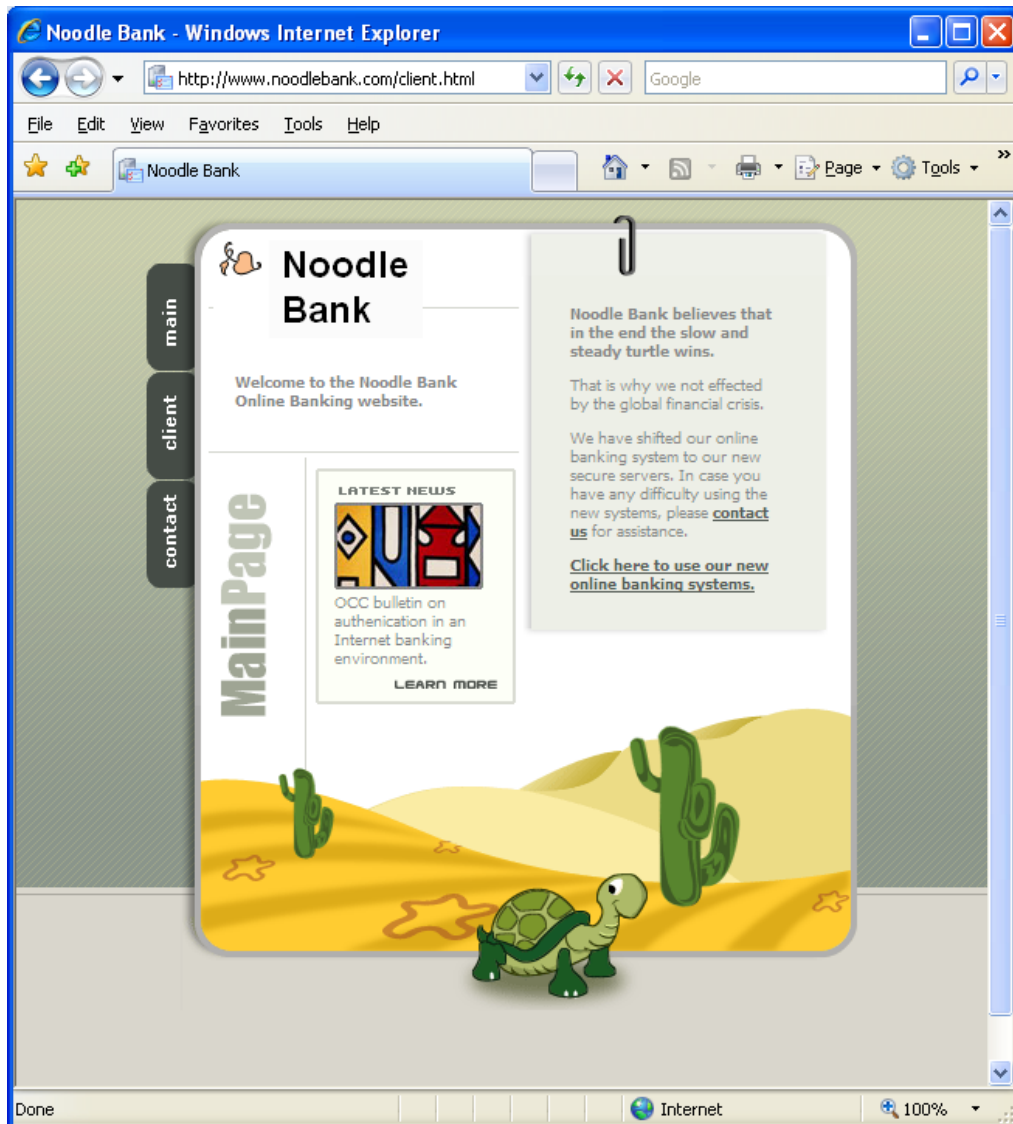 Noodle Bank - Windows Internet Explorer
http://www.noodlebank.com/client.html
Google
File Edit View Favorites Tools Help
Noodle Bank
Page Tools »
main
client
contact
Noodle
Bank
Welcome to the Noodle Bank
Online Banking website.
MainPage
LATEST NEWS
OCC bulletin on
authenication in an
Internet banking
environment.
LEARN MORE
Noodle Bank believes that
in the end the slow and
steady turtle wins.
That is why we not effected
by the global financial crisis.
We have shifted our online
banking system to our new
secure servers. In case you
have any difficulty using the
new systems, please contact
us for assistance.
Click here to use our new
online banking systems.
Done
Internet
100%